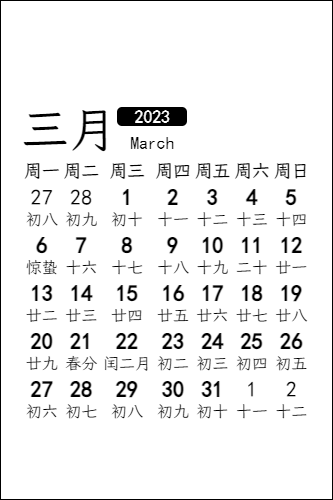 三月 2023
March
周一 周二 周三 周四 周五 周六 周日
27 28 1 2 3 4 5
初八 初九 初十 十一 十二 十三 十四
6 7 8 9 10 11 12
惊蛰 十六 十七 十八 十九 二十 廿一
13 14 15 16 17 18 19
廿二 廿三 廿四 廿五 廿六 廿七 廿八
20 21 22 23 24 25 26
廿九 春分 闰二月 初二 初三 初四 初五
27 28 29 30 31 1 2
初六 初七 初八 初九 初十 十一 十二